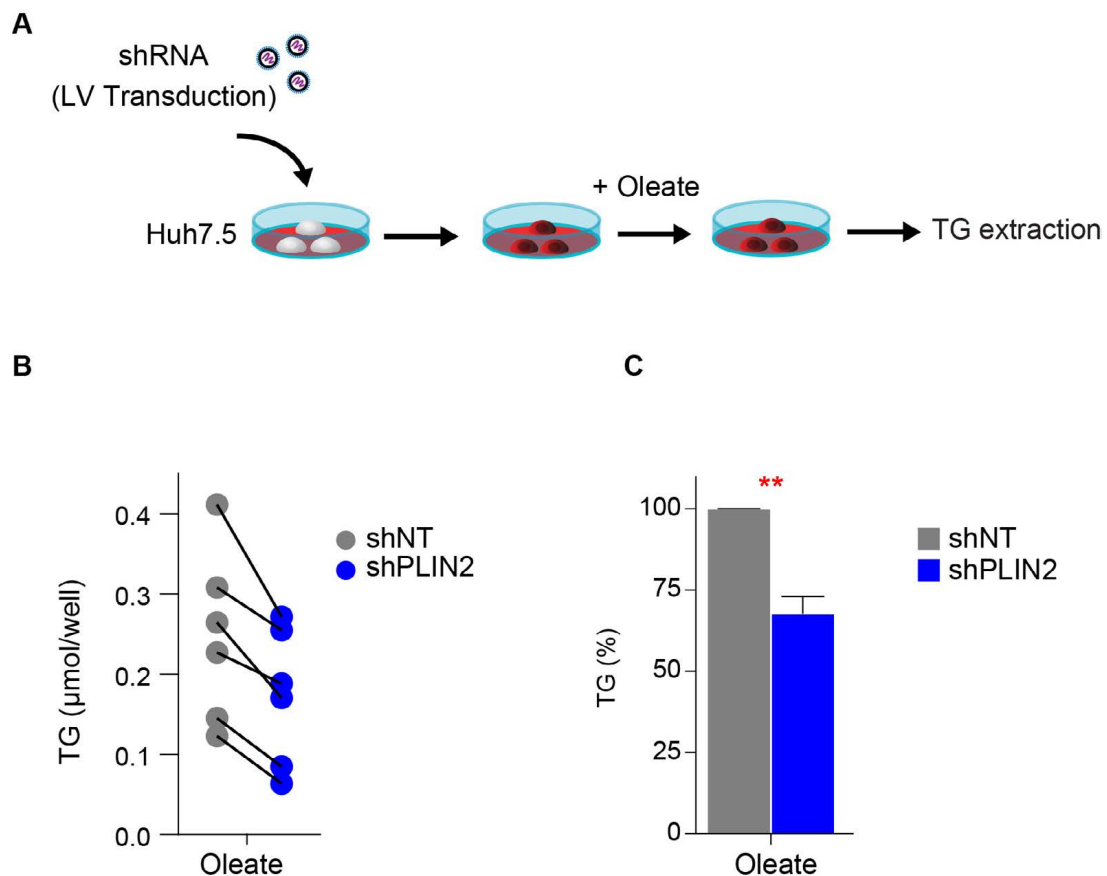 A
shRNA
(LV Transduction)
Huh7.5
+ Oleate
TG extraction
B
TG (µmol/well)
0.4
0.3
0.2
0.1
0.0
Oleate
shNT
shPLIN2
C
TG (%)
100
75
50
25
0
**
Oleate
shNT
shPLIN2